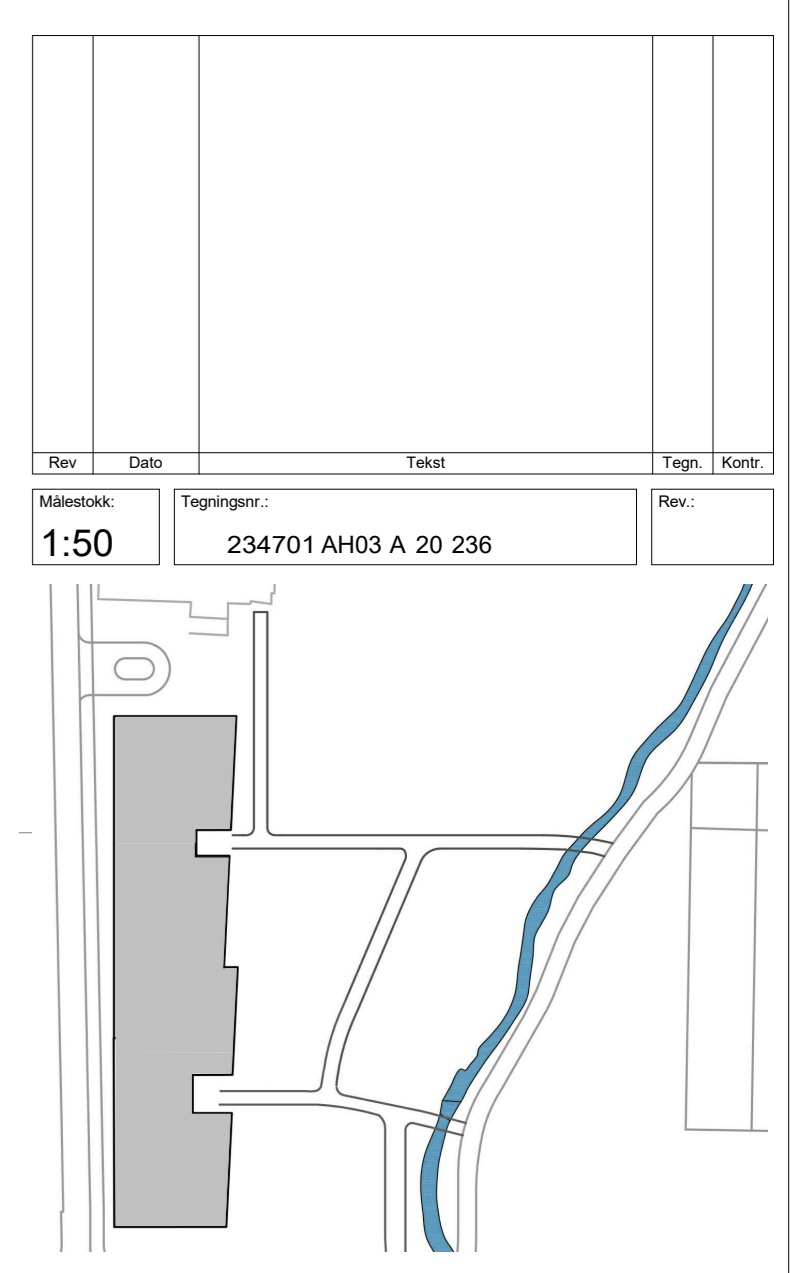 Rev Dato Tekst Tegn. Kontr.
Målestokk: Tegningsnr.: Rev.:
1:50 234701 AH03 A 20 236